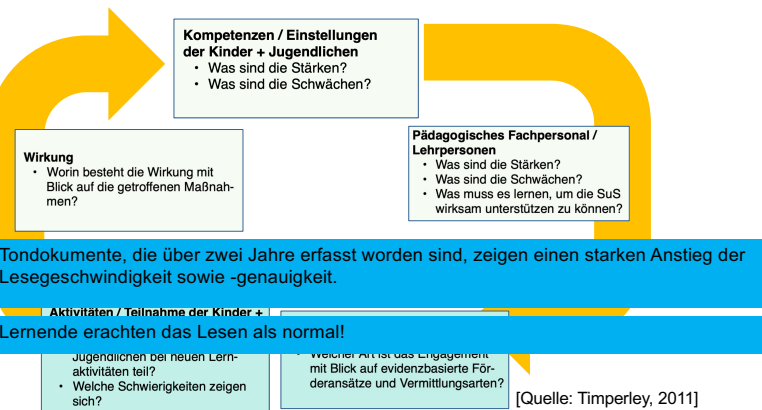 Kompetenzen / Einstellungen
der Kinder + Jugendlichen
• Was sind die Stärken?
• Was sind die Schwächen?
Pädagogisches Fachpersonal /
Lehrpersonen
• Was sind die Stärken?
• Was sind die Schwächen?
• Was muss es lernen, um die SuS
wirksam unterstützen zu können?
Wirkung
• Worin besteht die Wirkung mit
Blick auf die getroffenen Maßnah-
men?
Tondokumente, die über zwei Jahre erfasst worden sind, zeigen einen starken Anstieg der
Lesegeschwindigkeit sowie -genauigkeit.
Aktivitäten / Teilnahme der Kinder +
Lernende erachten das Lesen als normal!
Jugendlichen bei neuen Lern-
aktivitäten teil?
• Welche Schwierigkeiten zeigen
sich?
• Welcher Art ist das Engagement
mit Blick auf evidenzbasierte För-
deransätze und Vermittlungsarten?
[Quelle: Timperley, 2011]